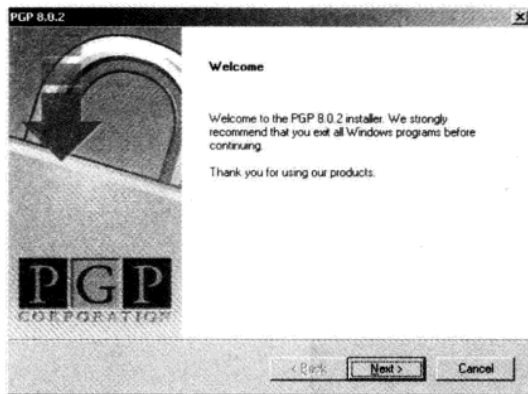 PGP 8.0.2
Welcome
Welcome to the PGP 8.0.2 installer. We strongly
recommend that you exit all Windows programs before
continuing.
Thank you for using our products.
PGP
CORPORATION
< Back
Next >
Cancel